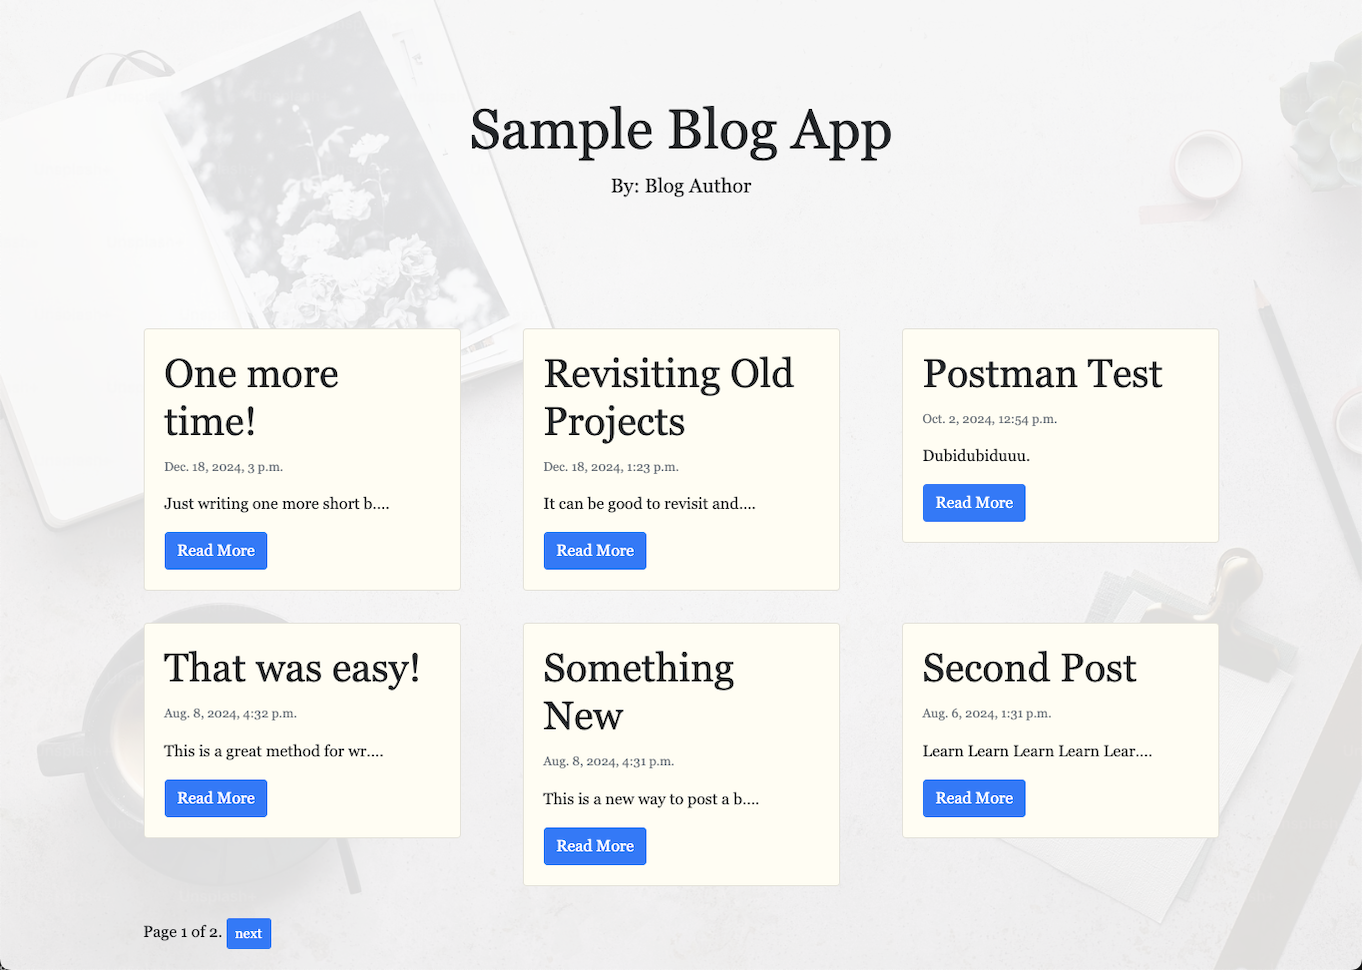 Sample Blog App
By: Blog Author
One more
time!
Dec. 18, 2024, 3 p.m.
Just writing one more short b....
Read More
Revisiting Old
Projects
Dec. 18, 2024, 1:23 p.m.
It can be good to revisit and....
Read More
Postman Test
Oct. 2, 2024, 12:54 p.m.
Dubidubiduuu.
Read More
That was easy!
Aug. 8, 2024, 4:32 p.m.
This is a great method for wr....
Read More
Something
New
Aug. 8, 2024, 4:31 p.m.
This is a new way to post a b....
Read More
Second Post
Aug. 6, 2024, 1:31 p.m.
Learn Learn Learn Learn Lear....
Read More
Page 1 of 2. next